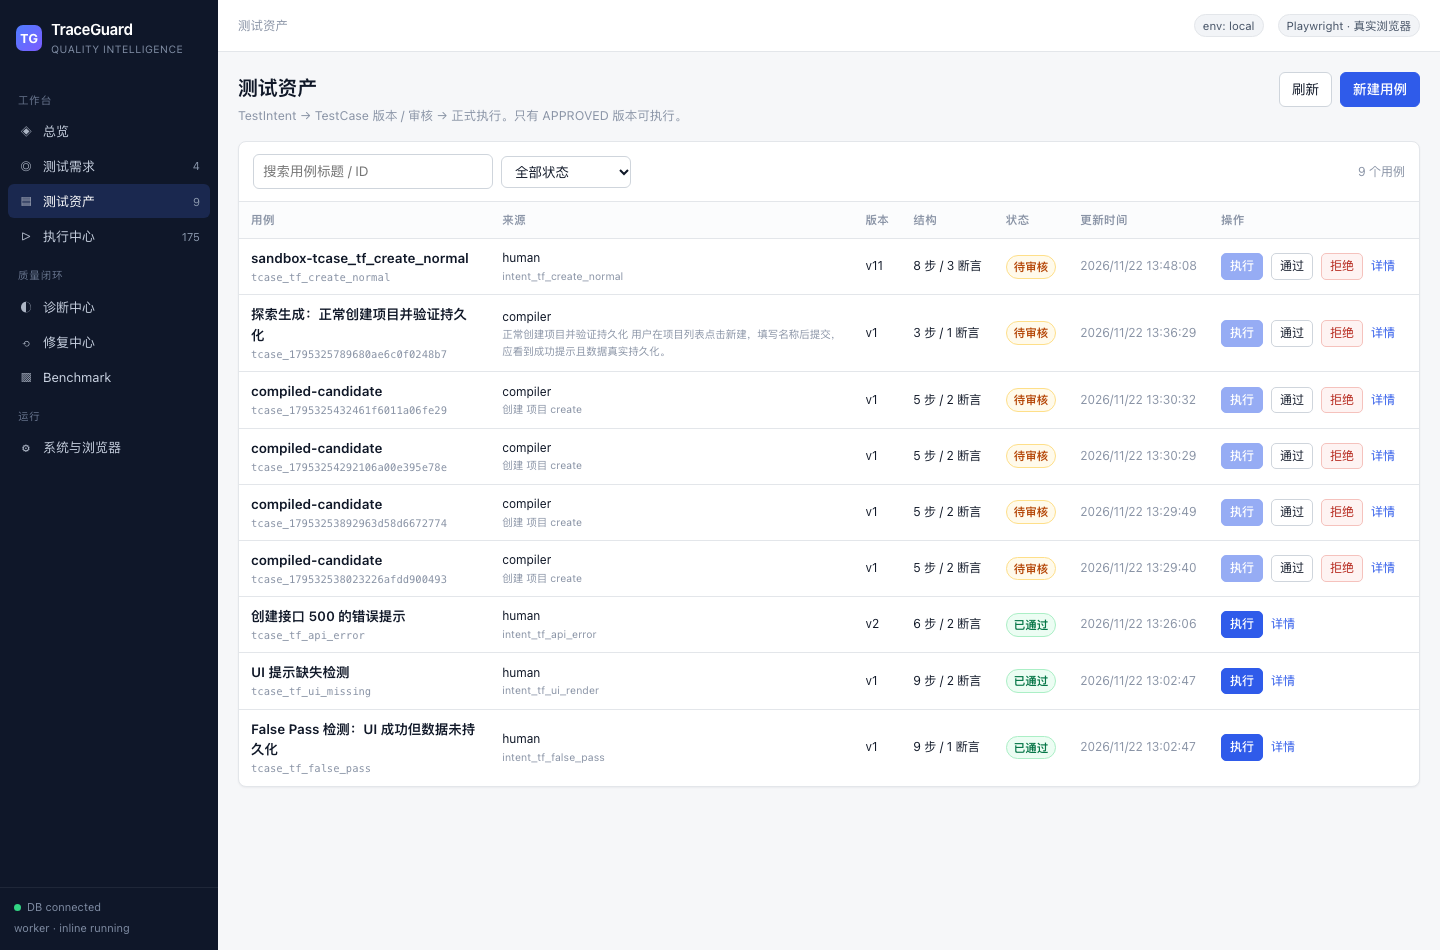 TG
TraceGuard
QUALITY INTELLIGENCE
工作台
总览
测试需求 4
测试资产 9
执行中心 175
质量闭环
诊断中心
修复中心
Benchmark
运行
系统与浏览器
DB connected
worker · inline running
测试资产 env: local Playwright · 真实浏览器
测试资产 刷新 新建用例
TestIntent → TestCase 版本 / 审核 → 正式执行。只有 APPROVED 版本可执行。
搜索用例标题 / ID 全部状态 9 个用例
用例 来源 版本 结构 状态 更新时间 操作
sandbox-tcase_tf_create_normal human v11 8 步 / 3 断言 待审核 2026/11/22 13:48:08 执行 通过 拒绝 详情
tcase_tf_create_normal intent_tf_create_normal
探索生成：正常创建项目并验证持久 compiler v1 3 步 / 1 断言 待审核 2026/11/22 13:36:29 执行 通过 拒绝 详情
化 正常创建项目并验证持久化 用户在项目列表点击新建，填写名称后提交，
tcase_1795325789680ae6c0f0248b7 应看到成功提示且数据真实持久化。
compiled-candidate compiler v1 5 步 / 2 断言 待审核 2026/11/22 13:30:32 执行 通过 拒绝 详情
tcase_1795325432461f6011a06fe29 创建 项目 create
compiled-candidate compiler v1 5 步 / 2 断言 待审核 2026/11/22 13:30:29 执行 通过 拒绝 详情
tcase_17953254292106a00e395e78e 创建 项目 create
compiled-candidate compiler v1 5 步 / 2 断言 待审核 2026/11/22 13:29:49 执行 通过 拒绝 详情
tcase_17953253892963d58d6672774 创建 项目 create
compiled-candidate compiler v1 5 步 / 2 断言 待审核 2026/11/22 13:29:40 执行 通过 拒绝 详情
tcase_179532538023226afdd900493 创建 项目 create
创建接口 500 的错误提示 human v2 6 步 / 2 断言 已通过 2026/11/22 13:26:06 执行 详情
tcase_tf_api_error intent_tf_api_error
UI 提示缺失检测 human v1 9 步 / 2 断言 已通过 2026/11/22 13:02:47 执行 详情
tcase_tf_ui_missing intent_tf_ui_render
False Pass 检测：UI 成功但数据未持 human v1 9 步 / 1 断言 已通过 2026/11/22 13:02:47 执行 详情
久化 intent_tf_false_pass
tcase_tf_false_pass